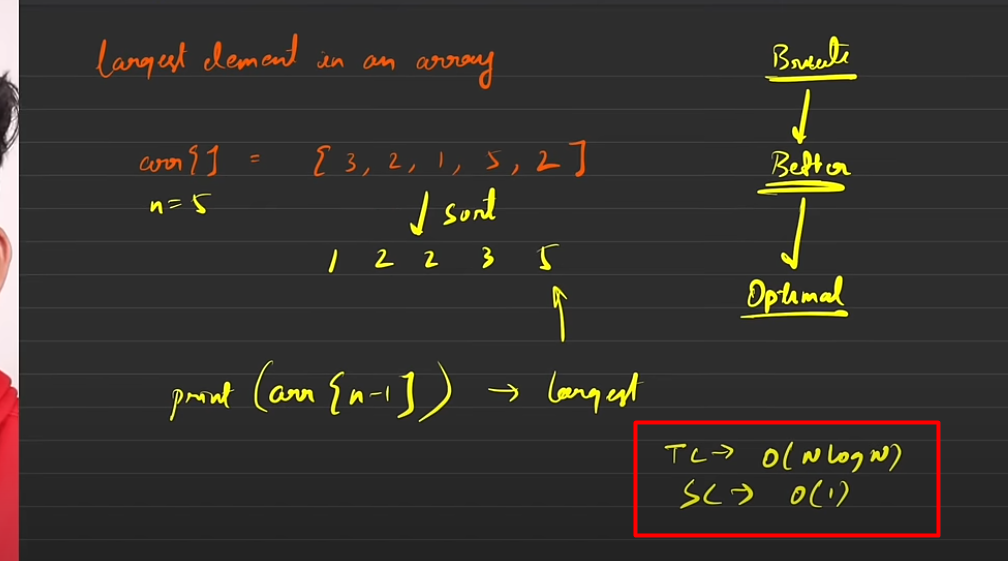 largest element in an array
arr[] = [3, 2, 1, 5, 2]
n = 5
sort
1 2 2 3 5
print (arr[n-1]) → largest
TC → O(N log N)
SC → O(1)
Brute
Better
Optimal